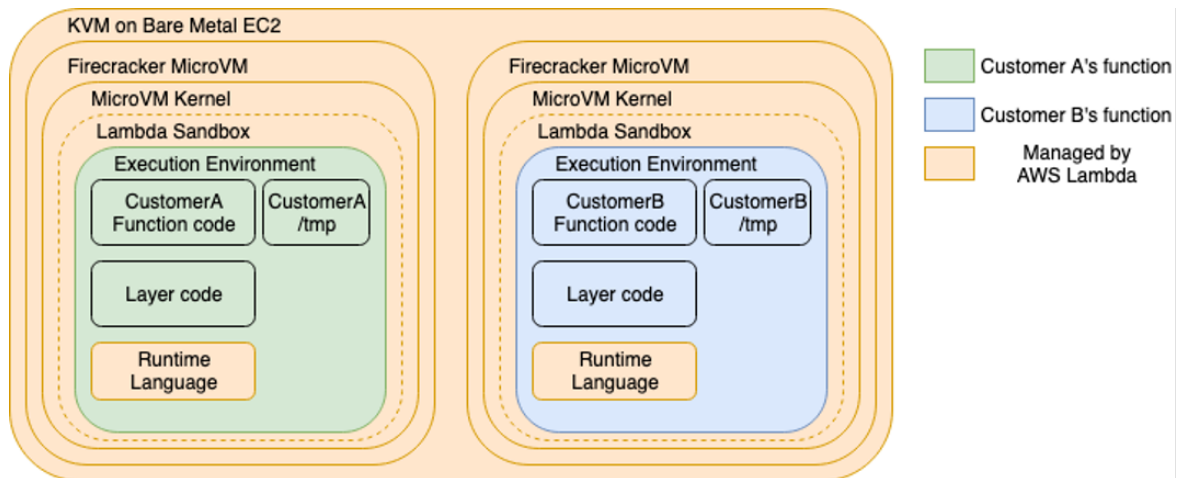 KVM on Bare Metal EC2
Firecracker MicroVM
MicroVM Kernel
Lambda Sandbox
Execution Environment
CustomerA
Function code
CustomerA
/tmp
Layer code
Runtime
Language
Firecracker MicroVM
MicroVM Kernel
Lambda Sandbox
Execution Environment
CustomerB
Function code
CustomerB
/tmp
Layer code
Runtime
Language
Customer A's function
Customer B's function
Managed by
AWS Lambda